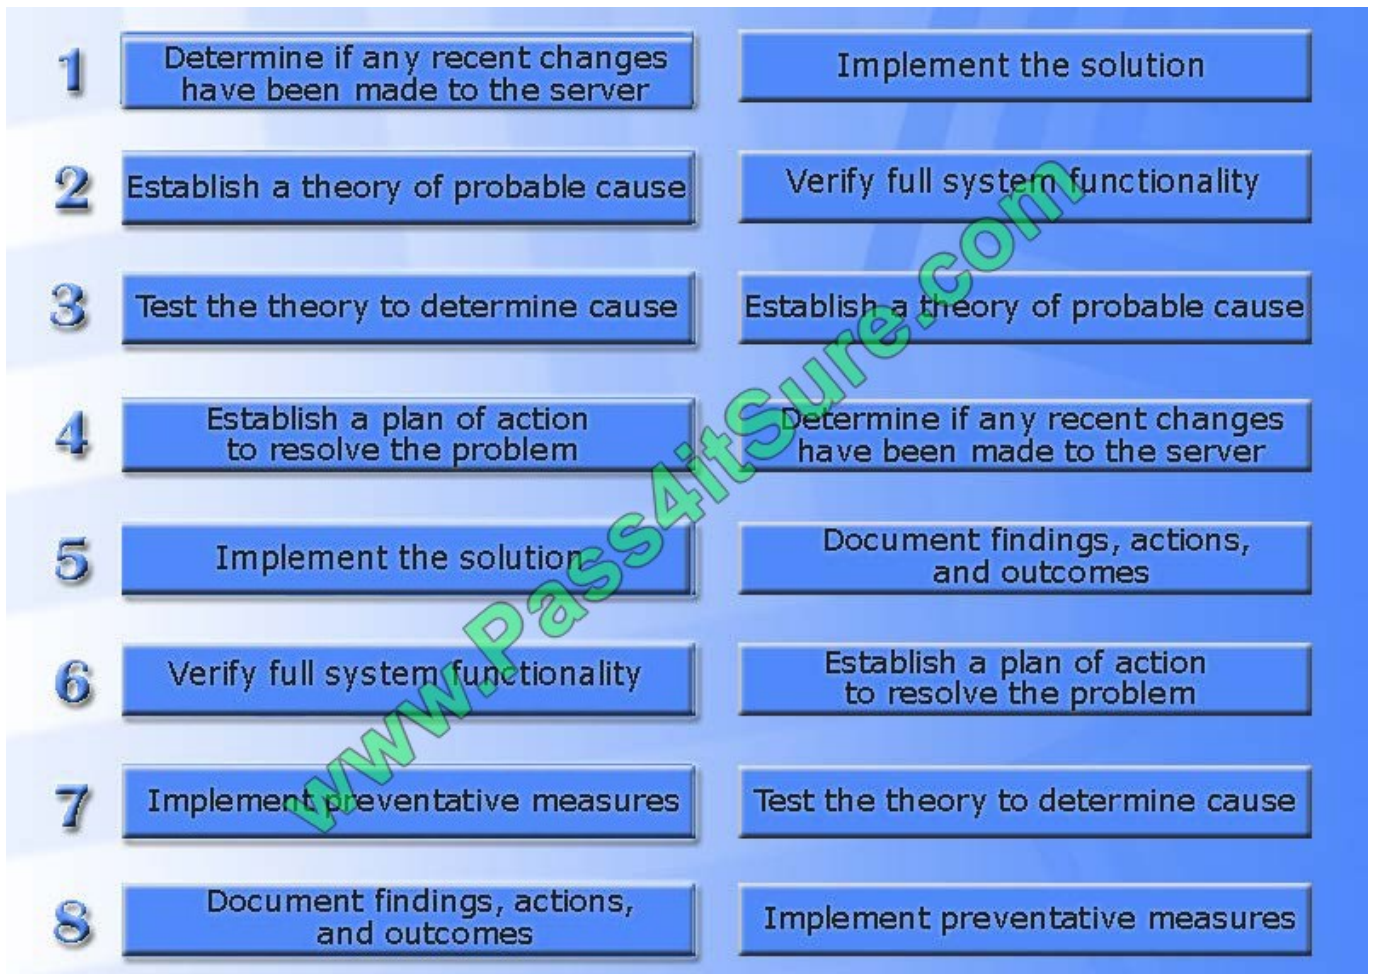 1
Determine if any recent changes
have been made to the server
Implement the solution
2
Establish a theory of probable cause
Verify full system functionality
3
Test the theory to determine cause
Establish a theory of probable cause
4
Establish a plan of action
to resolve the problem
Determine if any recent changes
have been made to the server
5
Implement the solution
Document findings, actions,
and outcomes
6
Verify full system functionality
Establish a plan of action
to resolve the problem
7
Implement preventative measures
Test the theory to determine cause
8
Document findings, actions,
and outcomes
Implement preventative measures
www.Pass4itSure.com